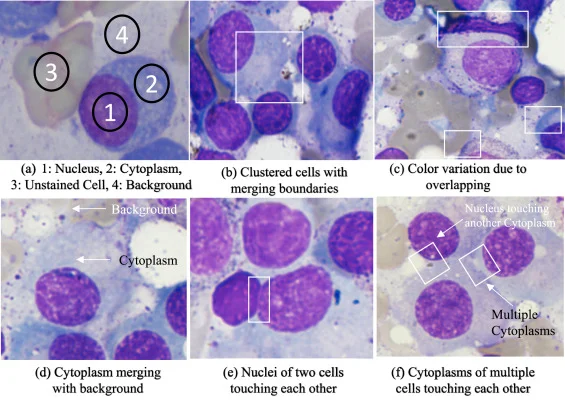 4
3
2
1
(a) 1: Nucleus, 2: Cytoplasm,
3: Unstained Cell, 4: Background
(b) Clustered cells with
merging boundaries
(c) Color variation due to
overlapping
Background
Cytoplasm
(d) Cytoplasm merging
with background
(e) Nuclei of two cells
touching each other
Nucleus touching
another Cytoplasm
Multiple
Cytoplasms
(f) Cytoplasms of multiple
cells touching each other